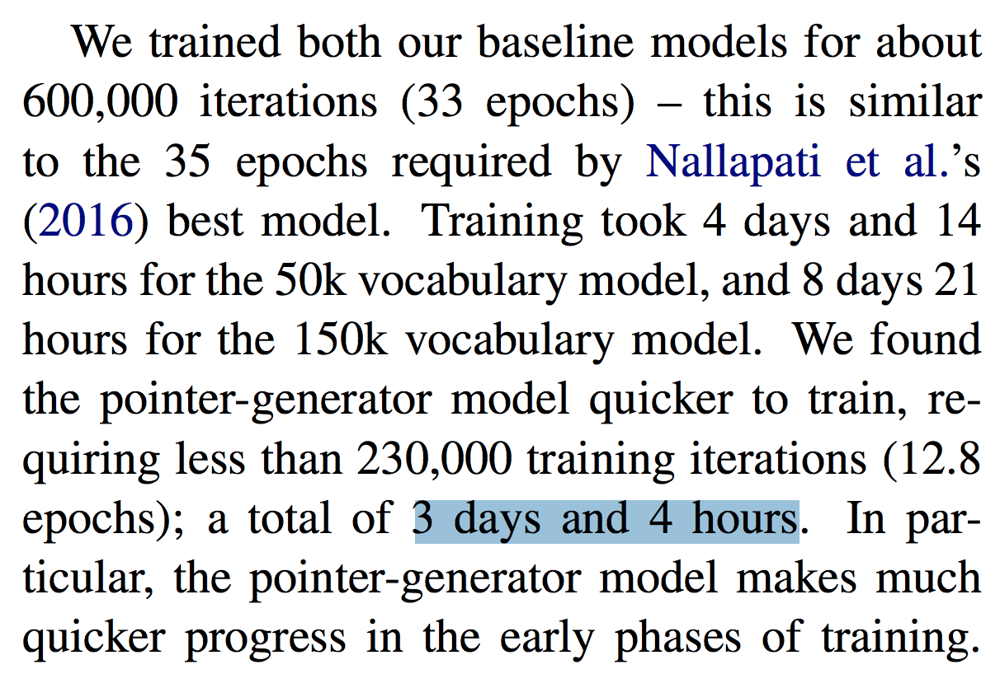 We trained both our baseline models for about
600,000 iterations (33 epochs) – this is similar
to the 35 epochs required by Nallapati et al.’s
(2016) best model. Training took 4 days and 14
hours for the 50k vocabulary model, and 8 days 21
hours for the 150k vocabulary model. We found
the pointer-generator model quicker to train, re-
quiring less than 230,000 training iterations (12.8
epochs); a total of 3 days and 4 hours. In par-
ticular, the pointer-generator model makes much
quicker progress in the early phases of training.